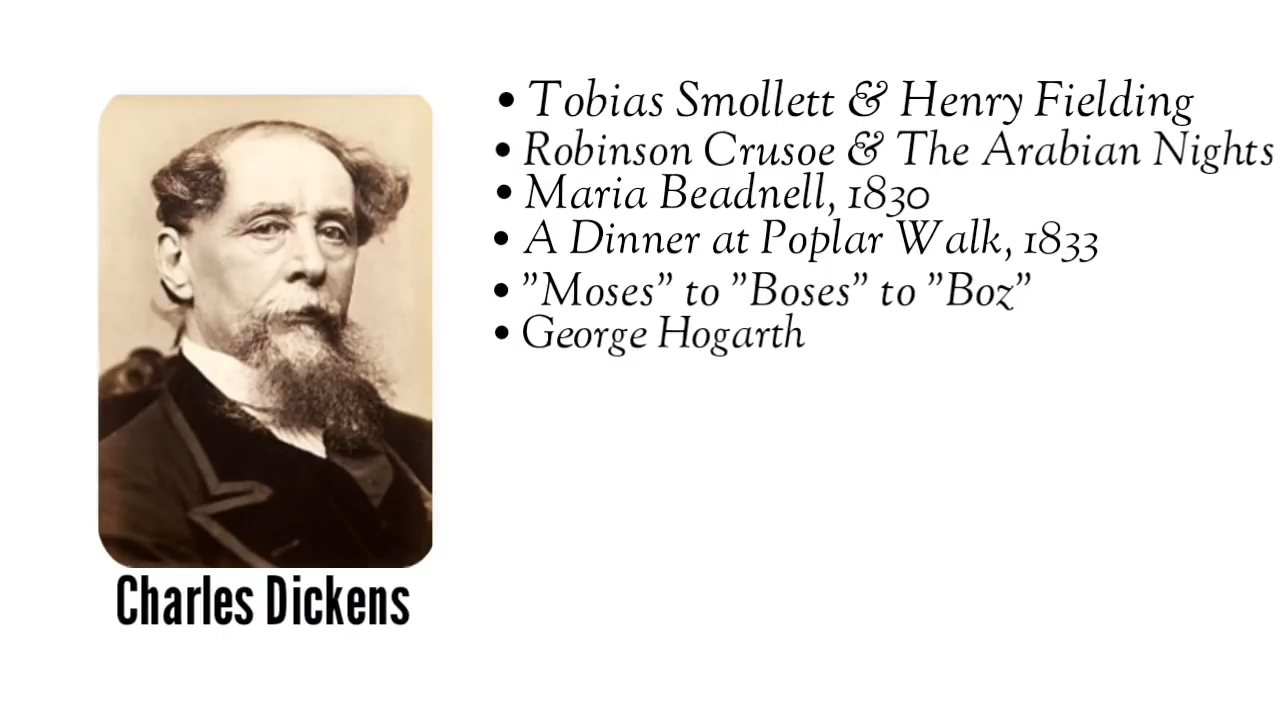 • Tobias Smollett & Henry Fielding
• Robinson Crusoe & The Arabian Nights
• Maria Beadnell, 1830
• A Dinner at Poplar Walk, 1833
• ”Moses” to ”Boses” to ”Boz”
• George Hogarth
Charles Dickens